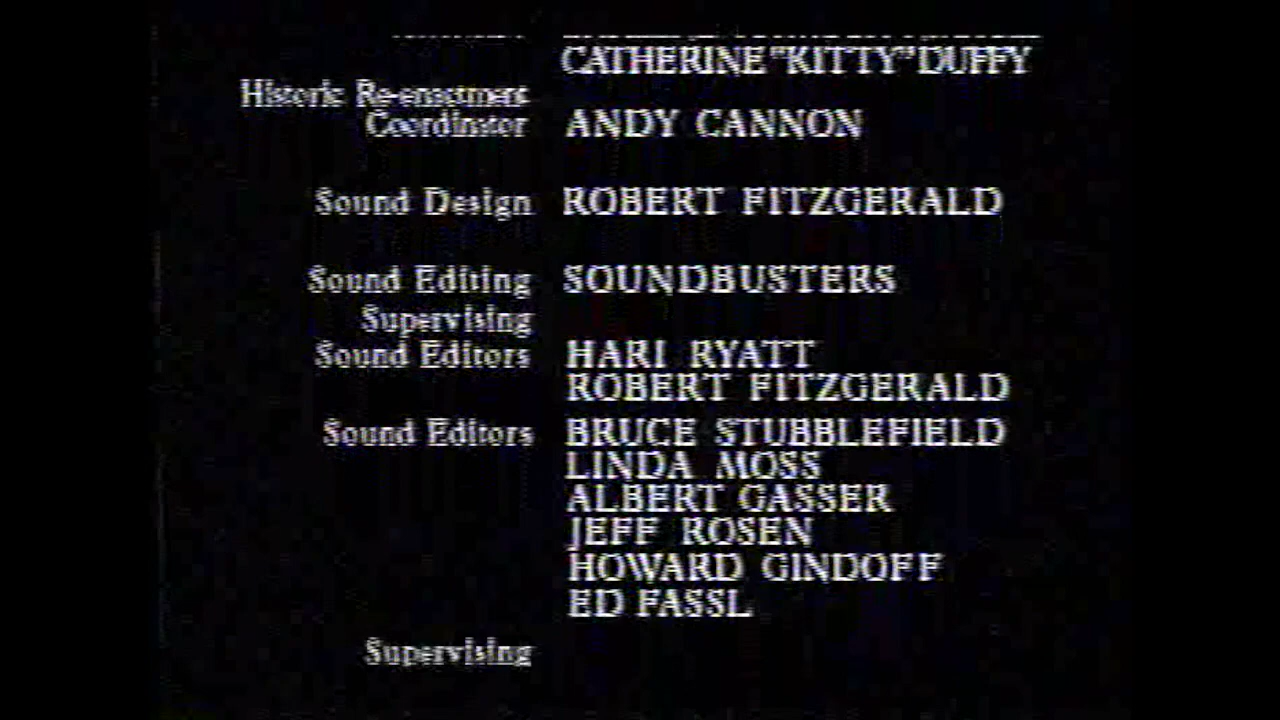 CATHERINE "KITTY" DUFFY
Historic Re-enactment
Coordinator ANDY CANNON
Sound Design ROBERT FITZGERALD
Sound Editing SOUNDBUSTERS
Supervising
Sound Editors HARI RYATT
ROBERT FITZGERALD
Sound Editors BRUCE STUBBLEFIELD
LINDA MOSS
ALBERT GASSER
JEFF ROSEN
HOWARD GINDOFF
ED FASSL
Supervising